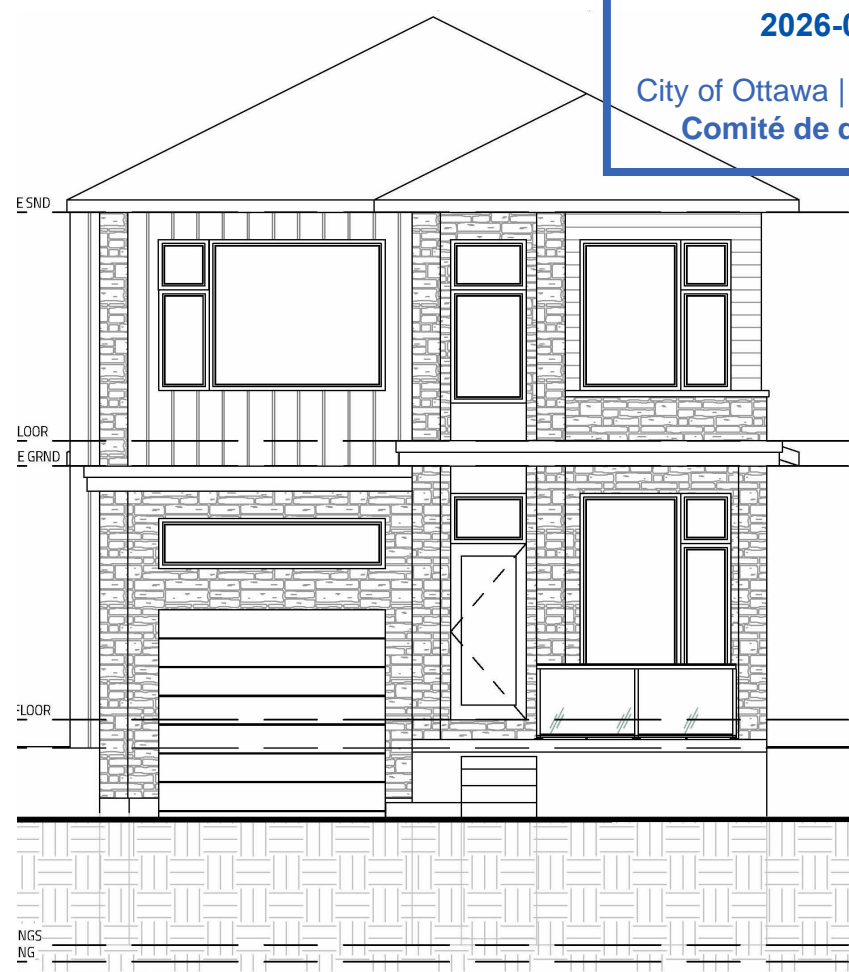 2026-0
City of Ottawa |
Comité de d
E SND
LOOR
E GRND
FLOOR
NGS
NG